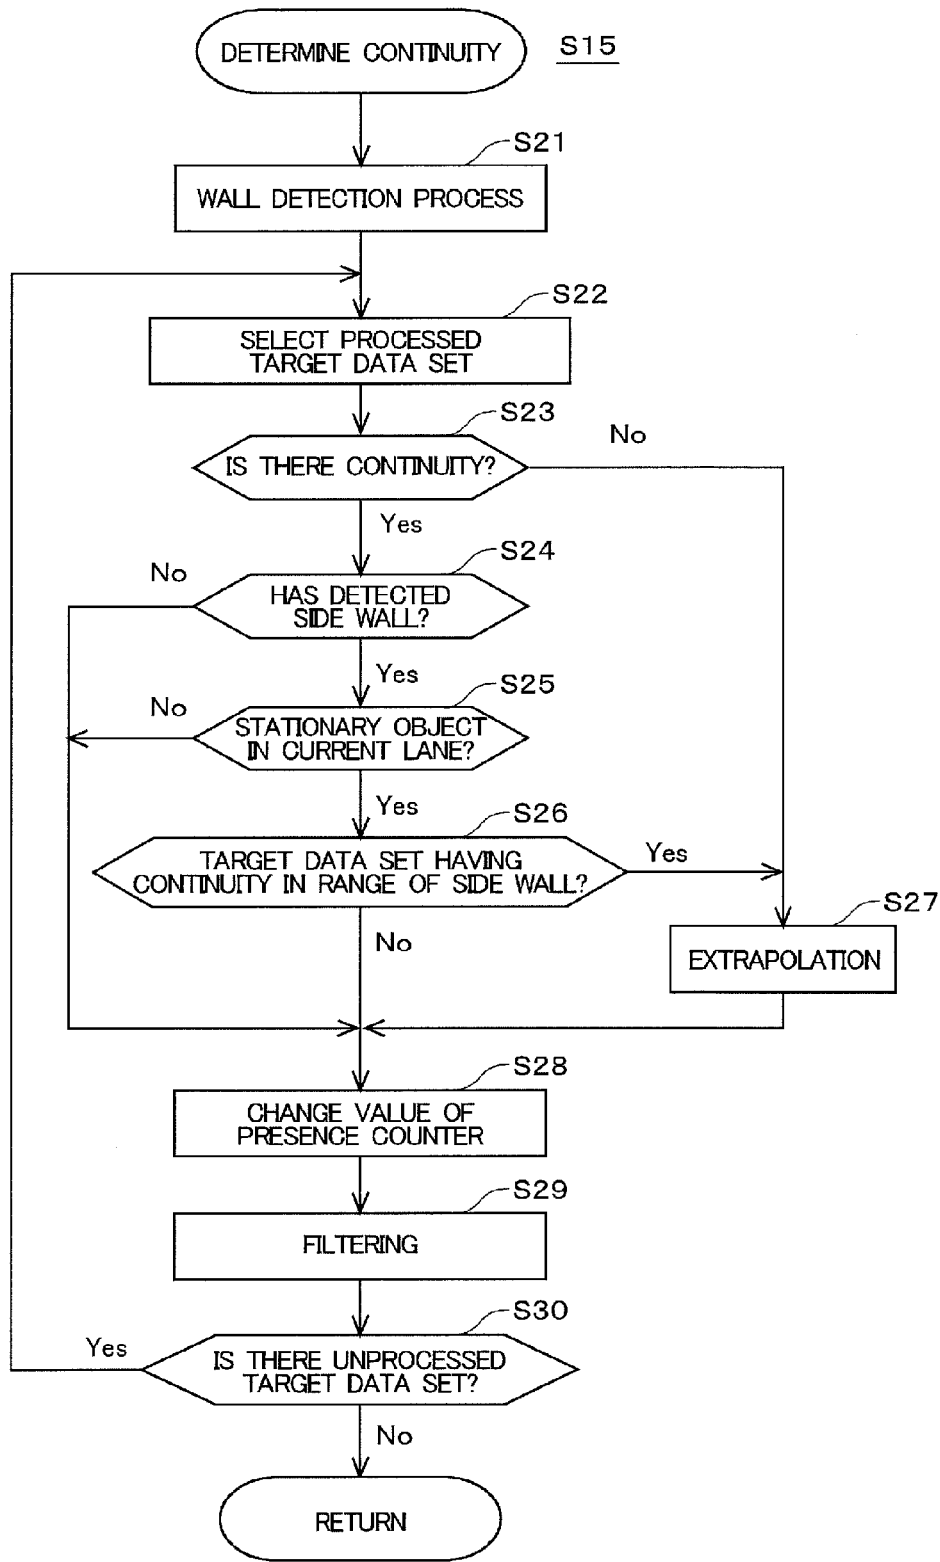 DETERMINE CONTINUITY
S15
S21
WALL DETECTION PROCESS
S22
SELECT PROCESSED
TARGET DATA SET
S23
No
IS THERE CONTINUITY?
Yes
S24
No
HAS DETECTED
SIDE WALL?
Yes
S25
No
STATIONARY OBJECT
IN CURRENT LANE?
Yes
S26
TARGET DATA SET HAVING
CONTINUITY IN RANGE OF SIDE WALL?
Yes
S27
No
EXTRAPOLATION
S28
CHANGE VALUE OF
PRESENCE COUNTER
S29
FILTERING
S30
Yes
IS THERE UNPROCESSED
TARGET DATA SET?
No
RETURN